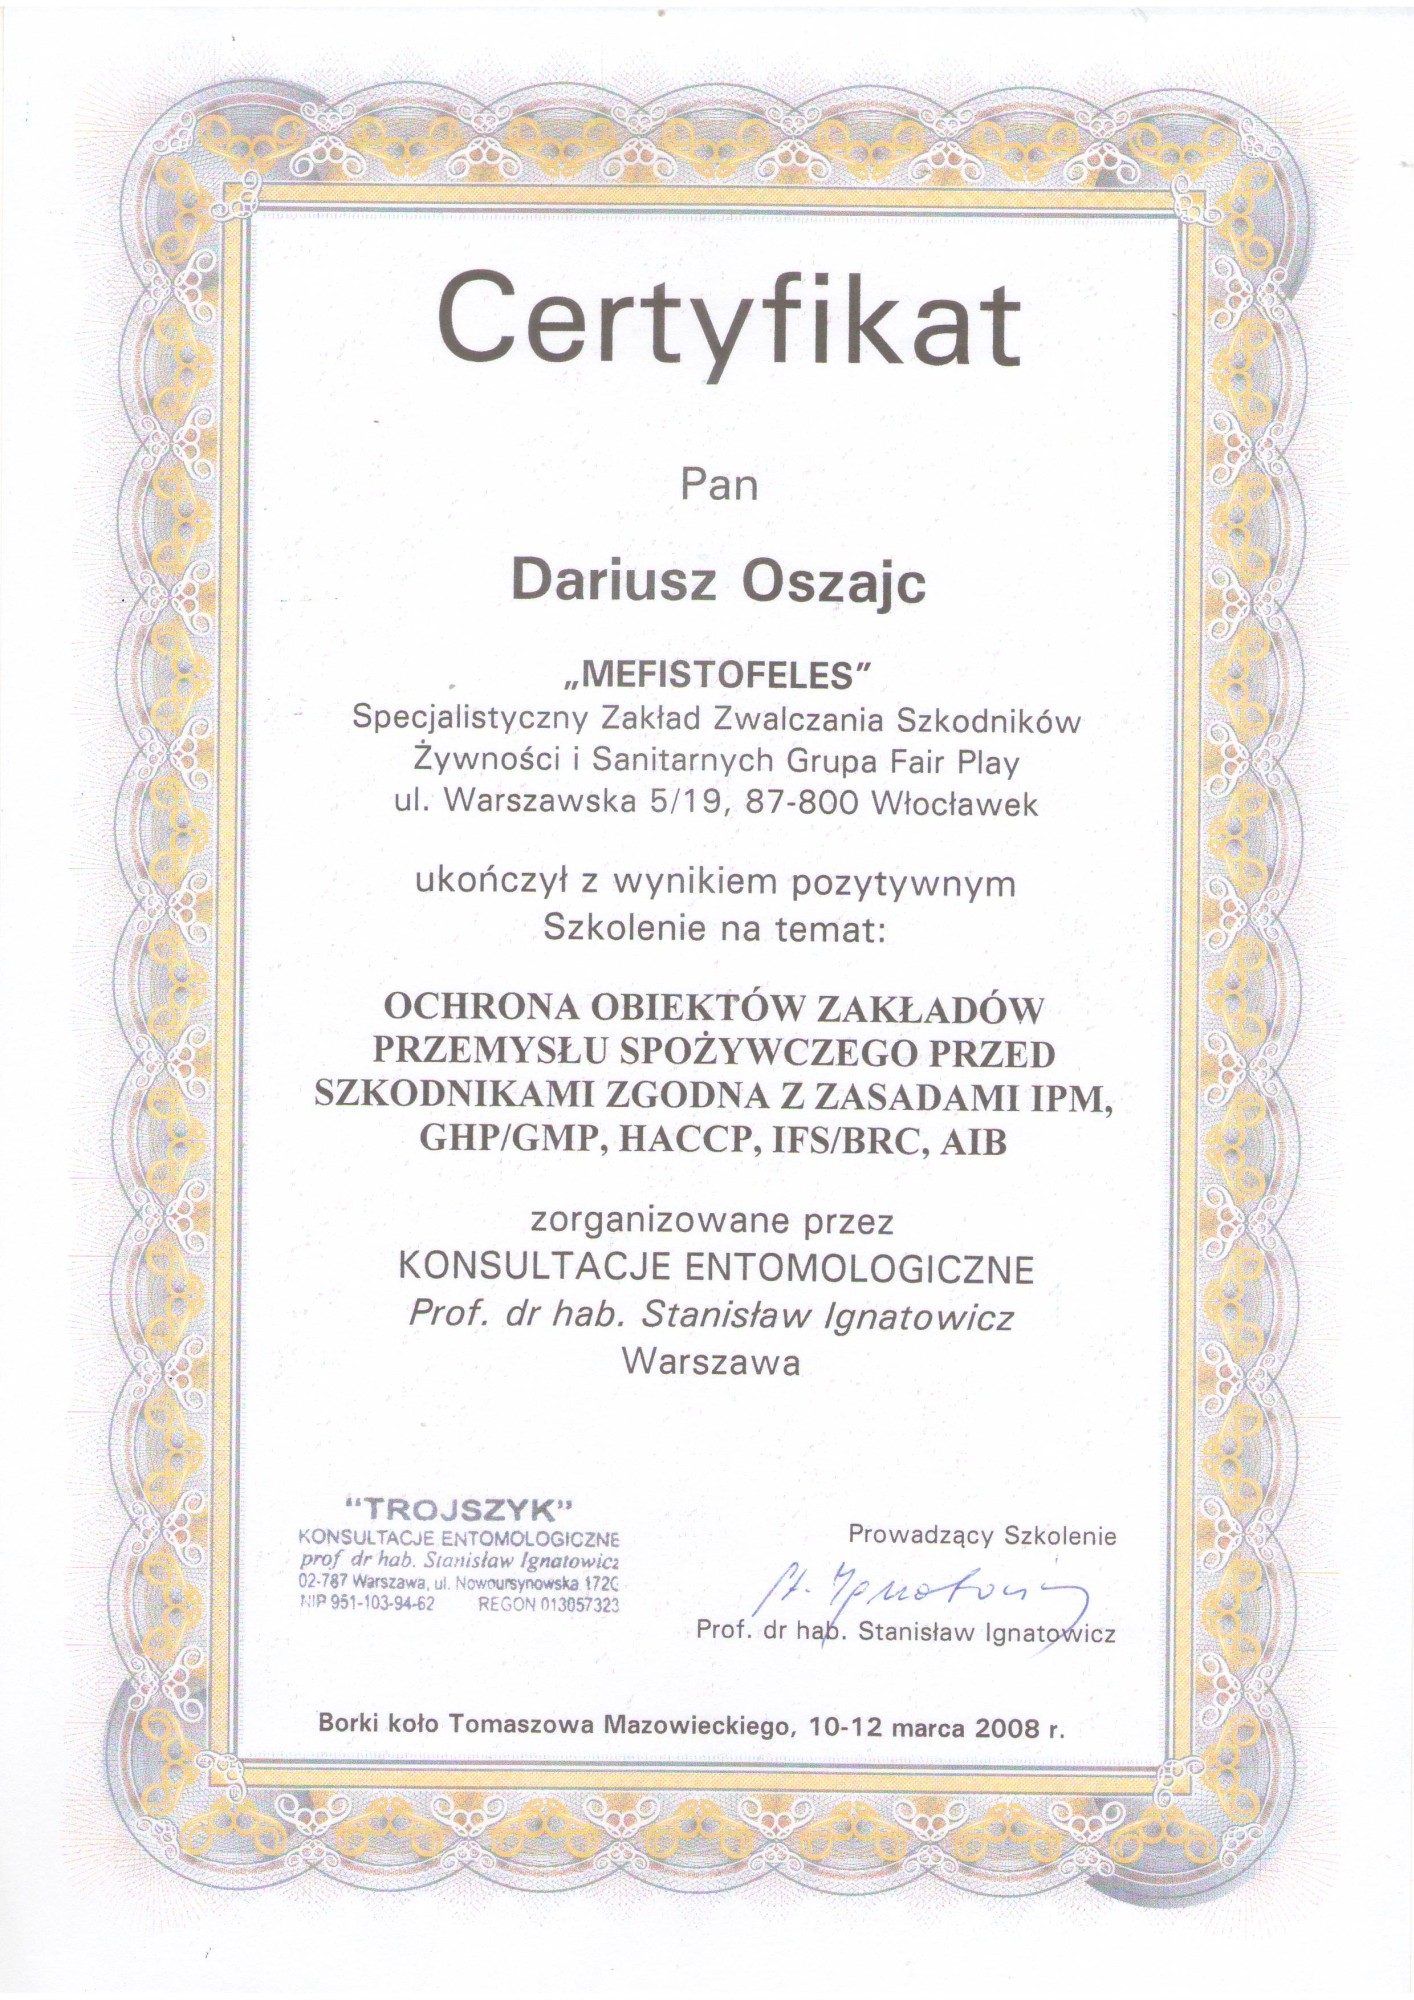 Certyfikat
Pan
Dariusz Oszajc
„MEFISTOFELES”
Specjalistyczny Zakład Zwalczania Szkodników
Żywności i Sanitarnych Grupa Fair Play
ul. Warszawska 5/19, 87-800 Włocławek
ukończył z wynikiem pozytywnym
Szkolenie na temat:
OCHRONA OBIEKTÓW ZAKŁADÓW
PRZEMYSŁU SPOŻYWCZEGO PRZED
SZKODNIKAMI ZGODNA Z ZASADAMI IPM,
GHP/GMP, HACCP, IFS/BRC, AIB
zorganizowane przez
KONSULTACJE ENTOMOLOGICZNE
Prof. dr hab. Stanisław Ignatowicz
Warszawa
“TROJSZYK”
KONSULTACJE ENTOMOLOGICZNE
prof dr hab. Stanisław Ignatowicz
02-787 Warszawa, ul. Nowoursynowska 172C
NIP 951-103-94-62 REGON 013057323
Prowadzący Szkolenie
St. Ignatowicz
Prof. dr hab. Stanisław Ignatowicz
Borki koło Tomaszowa Mazowieckiego, 10-12 marca 2008 r.